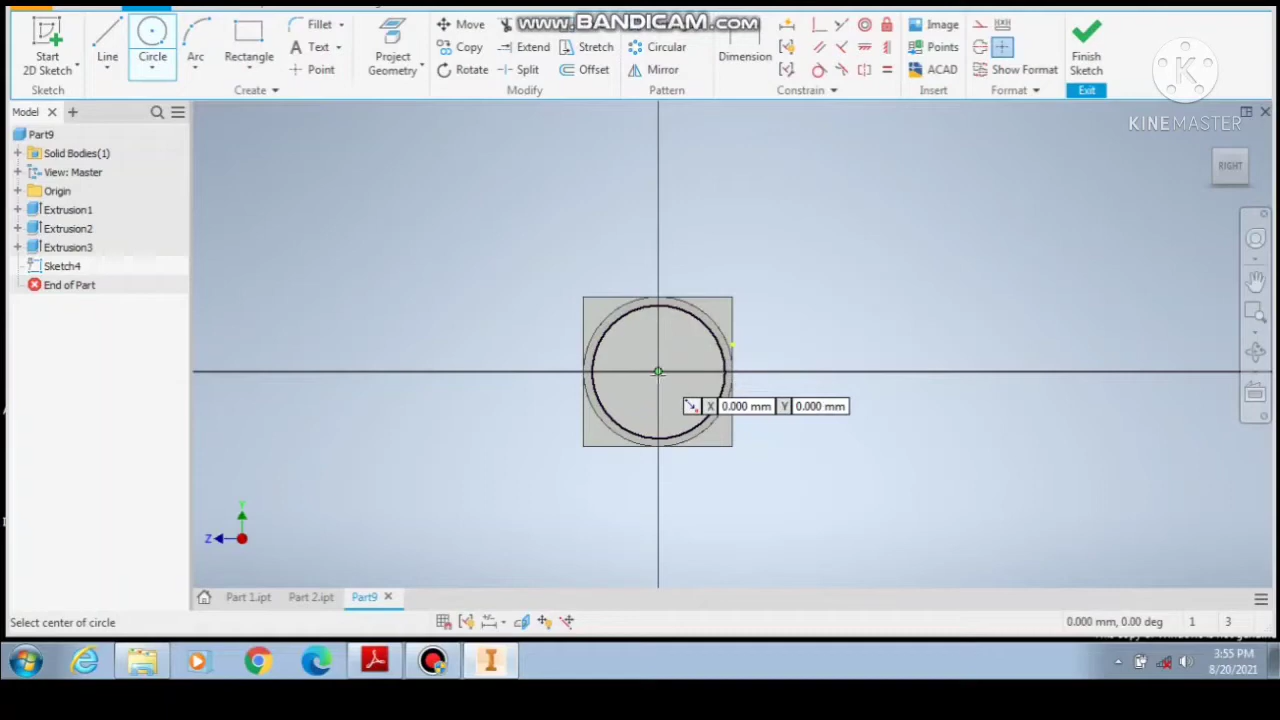 www.BANDICAM.com
Start
2D Sketch
Line
Circle
Arc
Rectangle
Fillet
Text
Point
Project
Geometry
Move
Copy
Rotate
Extend
Split
Stretch
Offset
Circular
Mirror
Dimension
Image
Points
ACAD
Show Format
Finish
Sketch
Sketch
Create
Modify
Pattern
Constrain
Insert
Format
Exit
K
KINEMASTER
Model
Part9
Solid Bodies(1)
View: Master
Origin
Extrusion1
Extrusion2
Extrusion3
Sketch4
End of Part
RIGHT
X 0.000 mm Y 0.000 mm
Y
Z
Part 1.ipt
Part 2.ipt
Part9
Select center of circle
0.000 mm, 0.00 deg 1 3
3:55 PM
8/20/2021